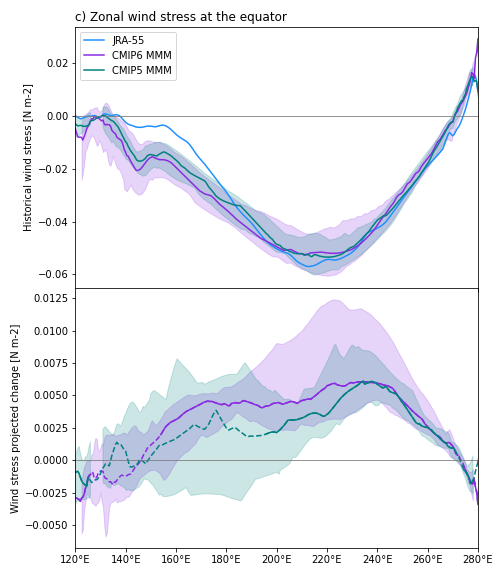 c) Zonal wind stress at the equator
JRA-55
CMIP6 MMM
CMIP5 MMM
Historical wind stress [N m-2]
0.02
0.00
−0.02
−0.04
−0.06
Wind stress projected change [N m-2]
0.0125
0.0100
0.0075
0.0050
0.0025
0.0000
−0.0025
−0.0050
120°E 140°E 160°E 180°E 200°E 220°E 240°E 260°E 280°E